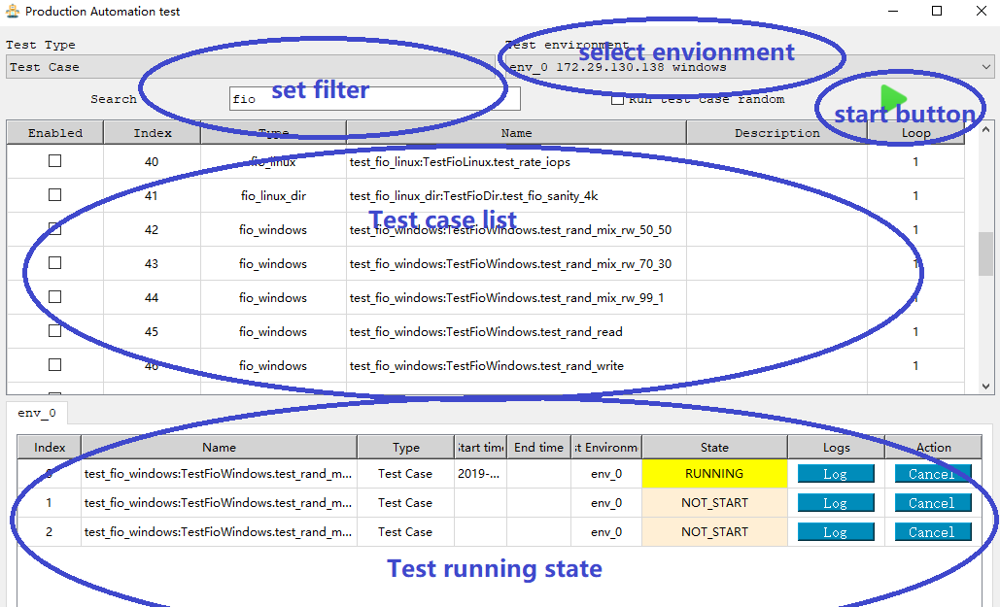 Production Automation test
Test Type
Test environment
select envionment
Test Case
env_0 172.29.130.138 windows
Search
fio
set filter
Run test case random
start button
Enabled Index Type Name Description Loop
40 fio_linux test_fio_linux:TestFioLinux.test_rate_iops 1
41 fio_linux_dir test_fio_linux_dir:TestFioDir.test_fio_sanity_4k 1
Test case list
42 fio_windows test_fio_windows:TestFioWindows.test_rand_mix_rw_50_50 1
43 fio_windows test_fio_windows:TestFioWindows.test_rand_mix_rw_70_30 1
44 fio_windows test_fio_windows:TestFioWindows.test_rand_mix_rw_99_1 1
45 fio_windows test_fio_windows:TestFioWindows.test_rand_read 1
46 fio_windows test_fio_windows:TestFioWindows.test_rand_write 1
env_0
Index Name Type Start time End time st Environm State Logs Action
0 test_fio_windows:TestFioWindows.test_rand_m... Test Case 2019-... env_0 RUNNING Log Cancel
1 test_fio_windows:TestFioWindows.test_rand_m... Test Case env_0 NOT_START Log Cancel
2 test_fio_windows:TestFioWindows.test_rand_m... Test Case env_0 NOT_START Log Cancel
Test running state